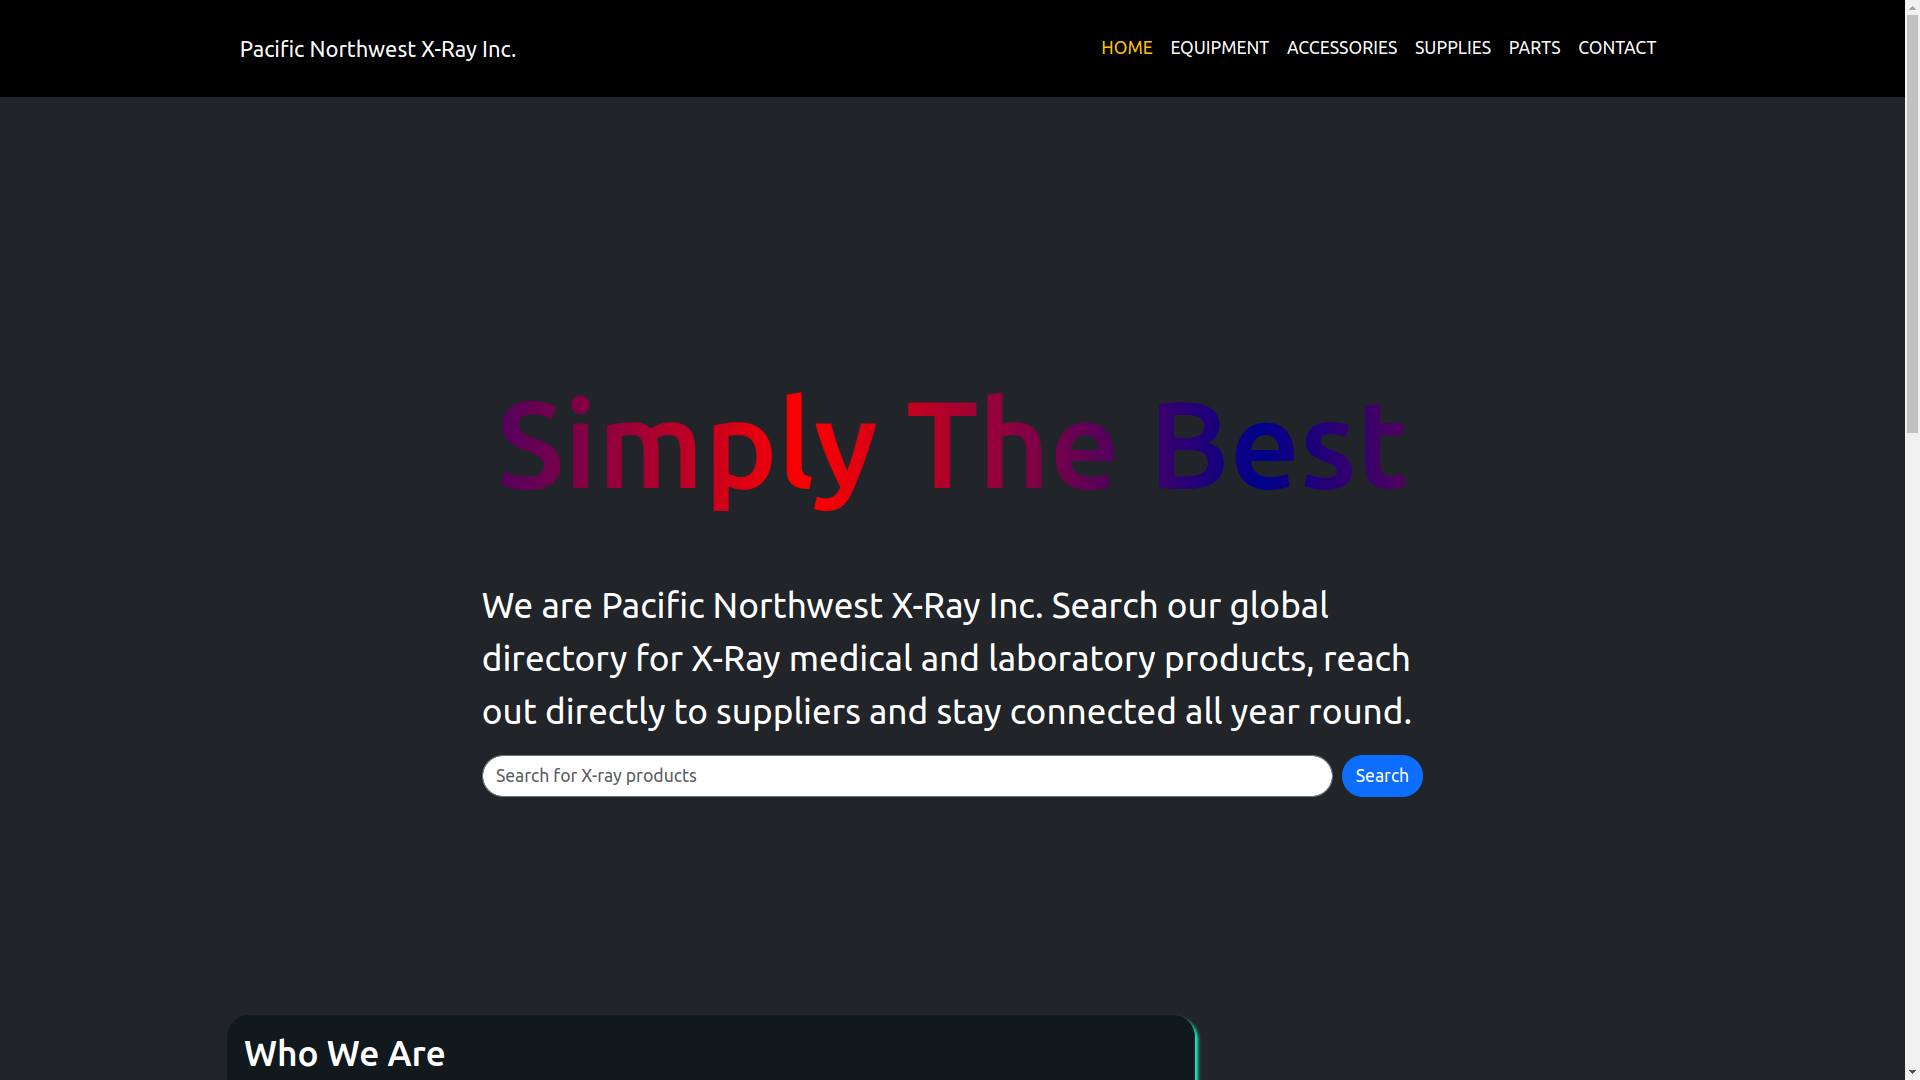 Pacific Northwest X-Ray Inc.
HOME EQUIPMENT ACCESSORIES SUPPLIES PARTS CONTACT
Simply The Best
We are Pacific Northwest X-Ray Inc. Search our global
directory for X-Ray medical and laboratory products, reach
out directly to suppliers and stay connected all year round.
Search for X-ray products
Search
Who We Are